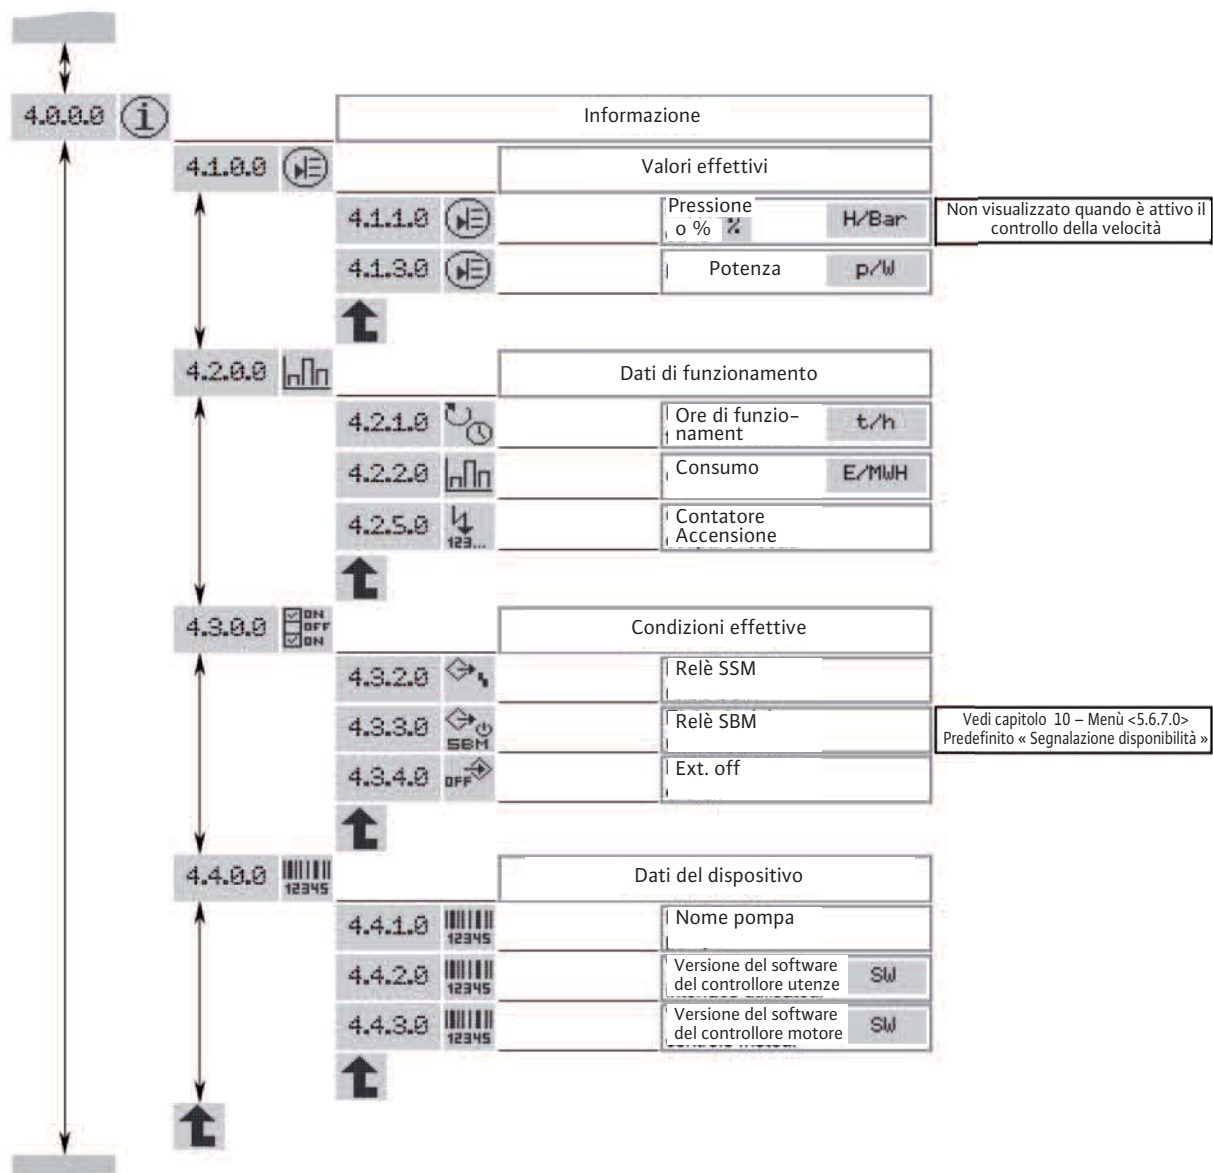 4.0.0.0 i Informazione
4.1.0.0 Valori effettivi
4.1.1.0 Pressione
o % % H/Bar
Non visualizzato quando è attivo il
controllo della velocità
4.1.3.0 Potenza p/W
4.2.0.0 Dati di funzionamento
4.2.1.0 Ore di funzio-
nament t/h
4.2.2.0 Consumo E/MWH
4.2.5.0 123... Contatore
Accensione
4.3.0.0 ON
OFF
ON
Condizioni effettive
4.3.2.0 Relè SSM
4.3.3.0 SBM Relè SBM
Vedi capitolo 10 – Menù <5.6.7.0>
Predefinito « Segnalazione disponibilità »
4.3.4.0 OFF Ext. off
4.4.0.0 12345 Dati del dispositivo
4.4.1.0 12345 Nome pompa
4.4.2.0 12345 Versione del software
del controllore utenze SW
4.4.3.0 12345 Versione del software
del controllore motore SW